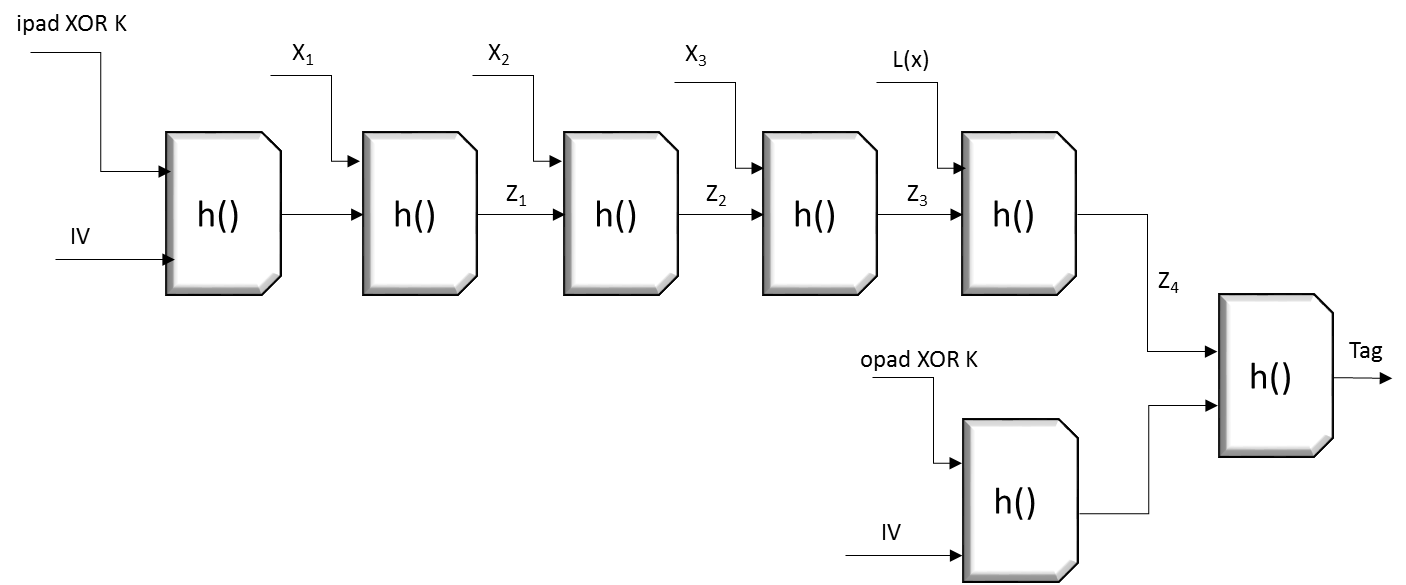 ipad XOR K
X₁
X₂
X₃
L(x)
IV
h()
h()
Z₁
h()
Z₂
h()
Z₃
h()
Z₄
opad XOR K
IV
h()
h()
Tag